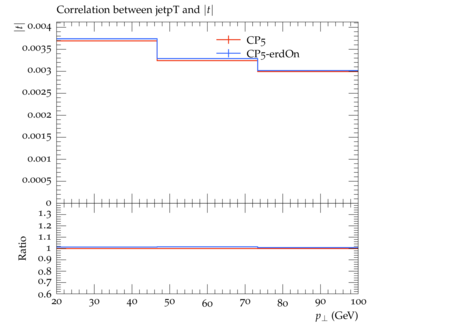 Correlation between jetpT and |t|
|t|
0.004
0.0035
0.003
0.0025
0.002
0.0015
0.001
0.0005
0
CP5
CP5-erdOn
Ratio
1.3
1.2
1.1
1
0.9
0.8
0.7
0.6
20 30 40 50 60 70 80 90 100
p⊥ (GeV)